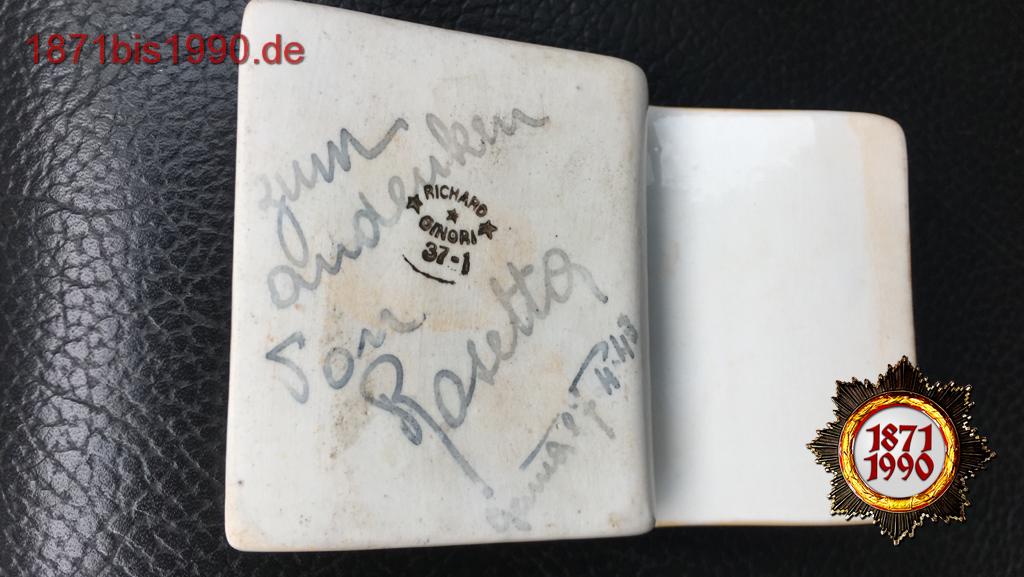 1871bis1990.de
zum
andenken
von
Rosetta
RICHARD
GINORI
37-1
1871
1990